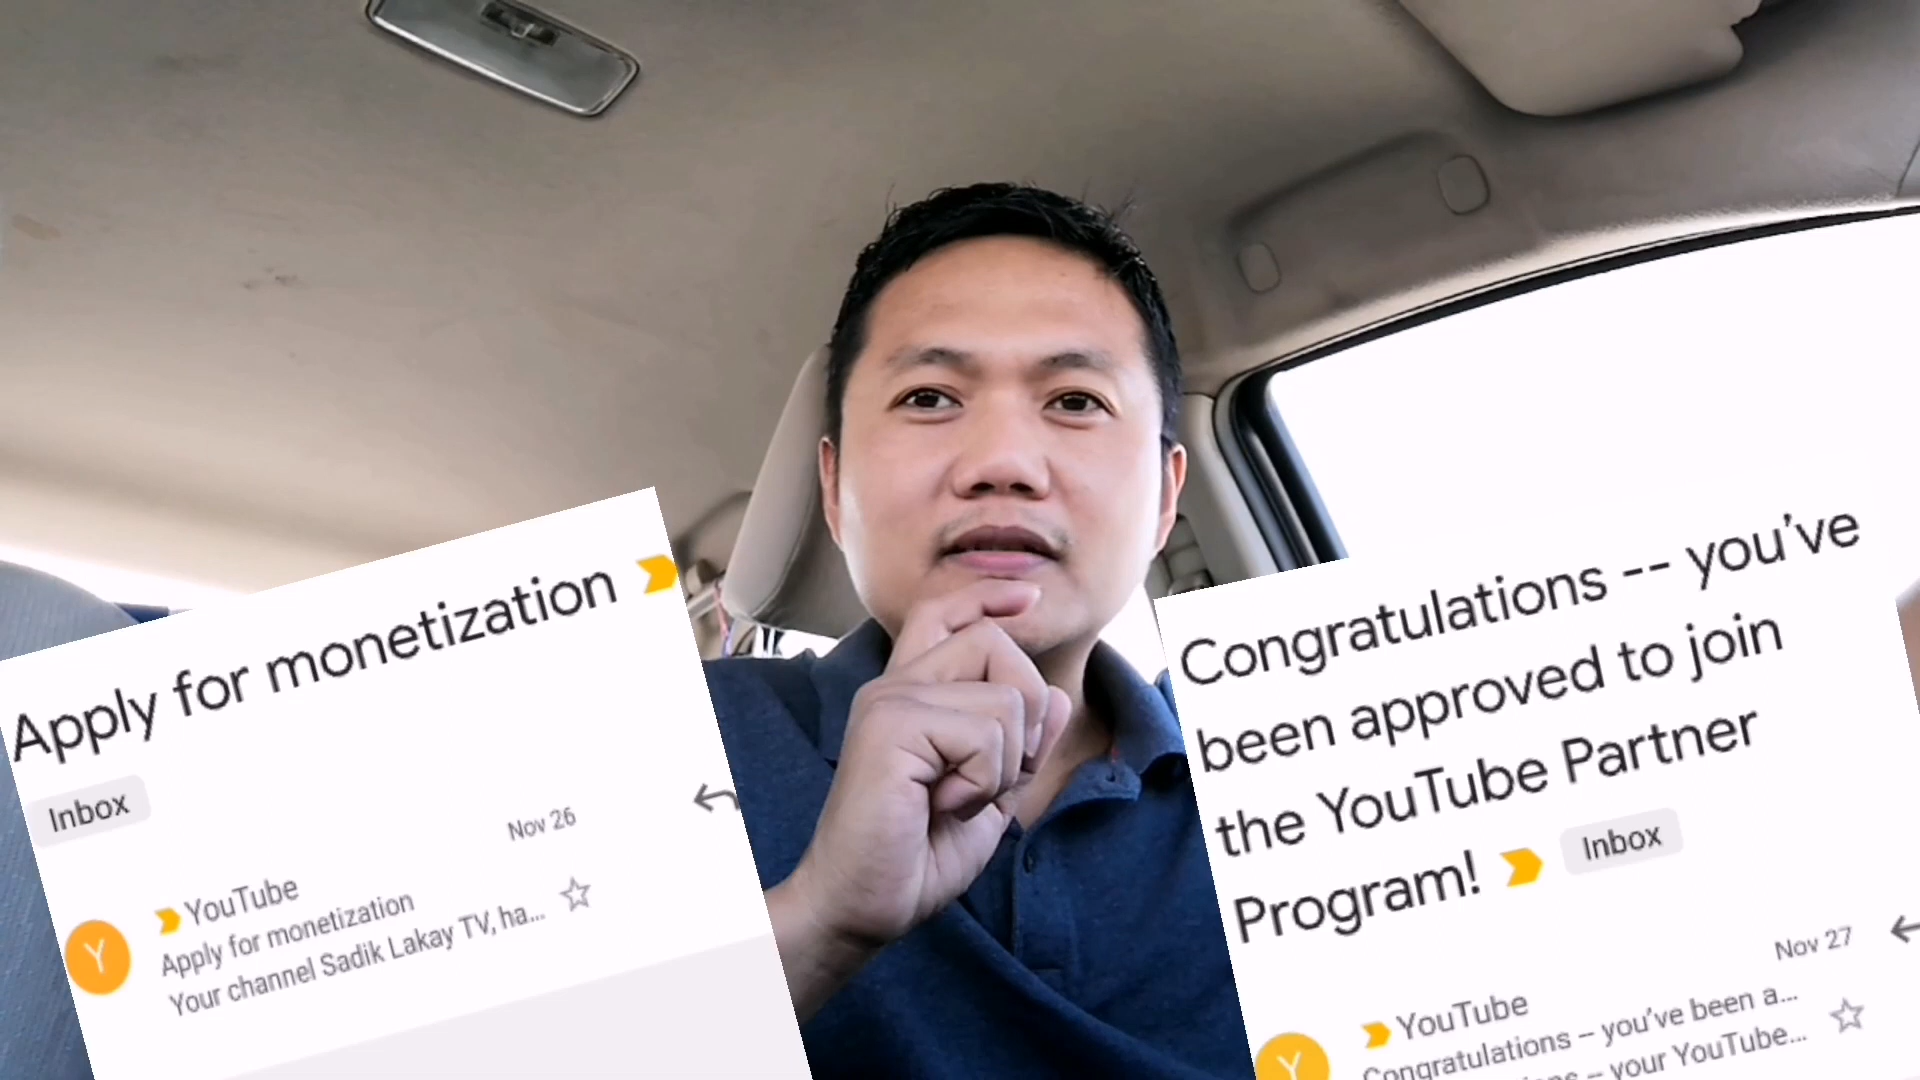 Apply for monetization
Inbox
Nov 26
Y
YouTube
Apply for monetization
Your channel Sadik Lakay TV, ha...
Congratulations -- you've
been approved to join
the YouTube Partner
Program! Inbox
Nov 27
Y
YouTube
Congratulations -- you've been a...
-- your YouTube...